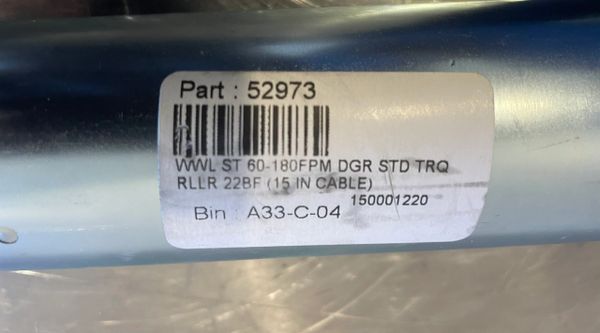 Part : 52973
WWL ST 60-180FPM DGR STD TRQ
RLLR 22BF (15 IN CABLE)
150001220
Bin : A33-C-04